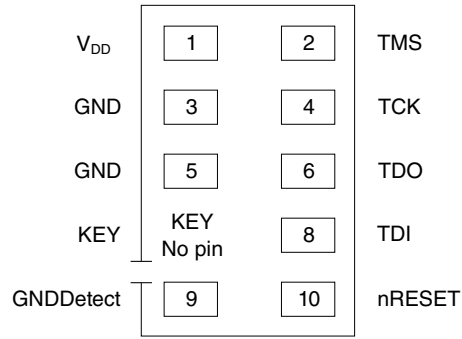 V_DD 1 2 TMS
GND 3 4 TCK
GND 5 6 TDO
KEY KEY No pin 8 TDI
GNDDetect 9 10 nRESET